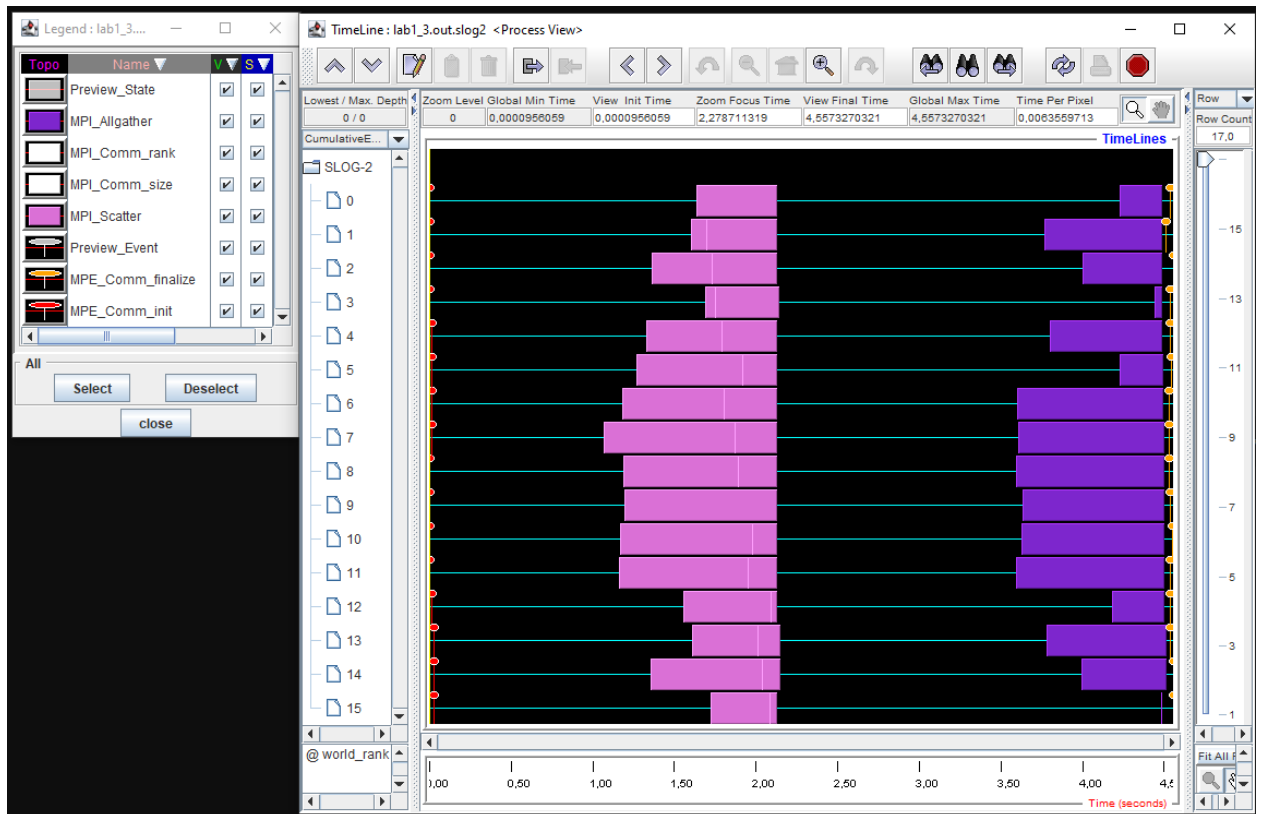 Legend : lab1_3....
Topo Name V S
Preview_State
MPI_Allgather
MPI_Comm_rank
MPI_Comm_size
MPI_Scatter
Preview_Event
MPE_Comm_finalize
MPE_Comm_init
All
Select Deselect
close
TimeLine : lab1_3.out.slog2 <Process View>
Lowest / Max. Depth Zoom Level Global Min Time View Init Time Zoom Focus Time View Final Time Global Max Time Time Per Pixel
0 / 0 0 0,0000956059 0,0000956059 2,278711319 4,5573270321 4,5573270321 0,0063559713
Row
Row Count
17,0
CumulativeE...
TimeLines
SLOG-2
0
1
2
3
4
5
6
7
8
9
10
11
12
13
14
15
15
13
11
9
7
5
3
1
@ world_rank
Fit All
0,50 1,00 1,50 2,00 2,50 3,00 3,50 4,00
Time (seconds)